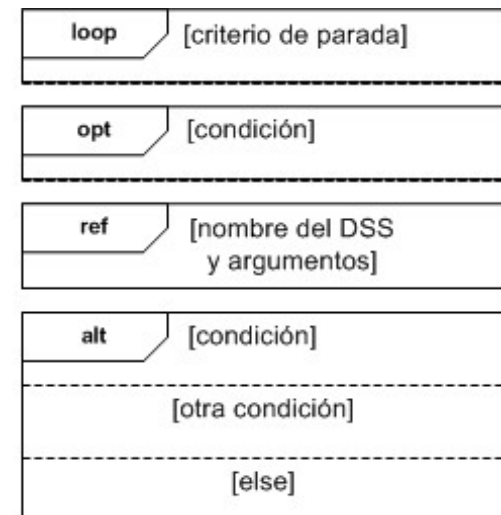 loop [criterio de parada]
opt [condición]
ref [nombre del DSS
y argumentos]
alt [condición]
[otra condición]
[else]